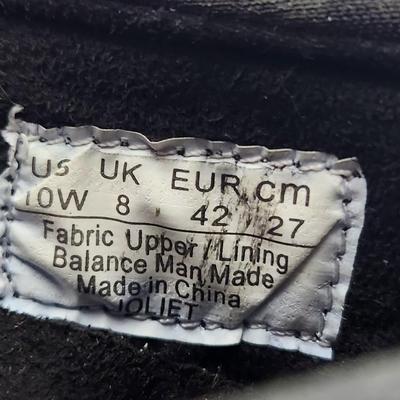 US UK EUR cm
10W 8 42 27
Fabric Upper / Lining
Balance Man Made
Made in China
JOLIET